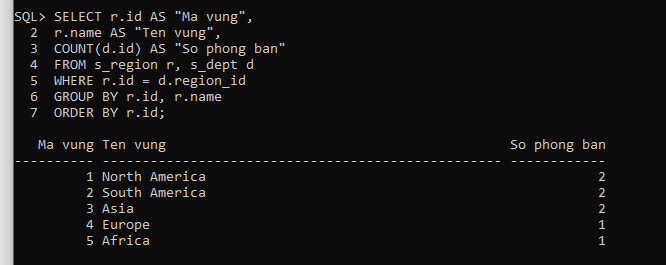 SQL> SELECT r.id AS "Ma vung",
2 r.name AS "Ten vung",
3 COUNT(d.id) AS "So phong ban"
4 FROM s_region r, s_dept d
5 WHERE r.id = d.region_id
6 GROUP BY r.id, r.name
7 ORDER BY r.id;
Ma vung Ten vung So phong ban
---------- -------------------------------------------------- ------------
1 North America 2
2 South America 2
3 Asia 2
4 Europe 1
5 Africa 1